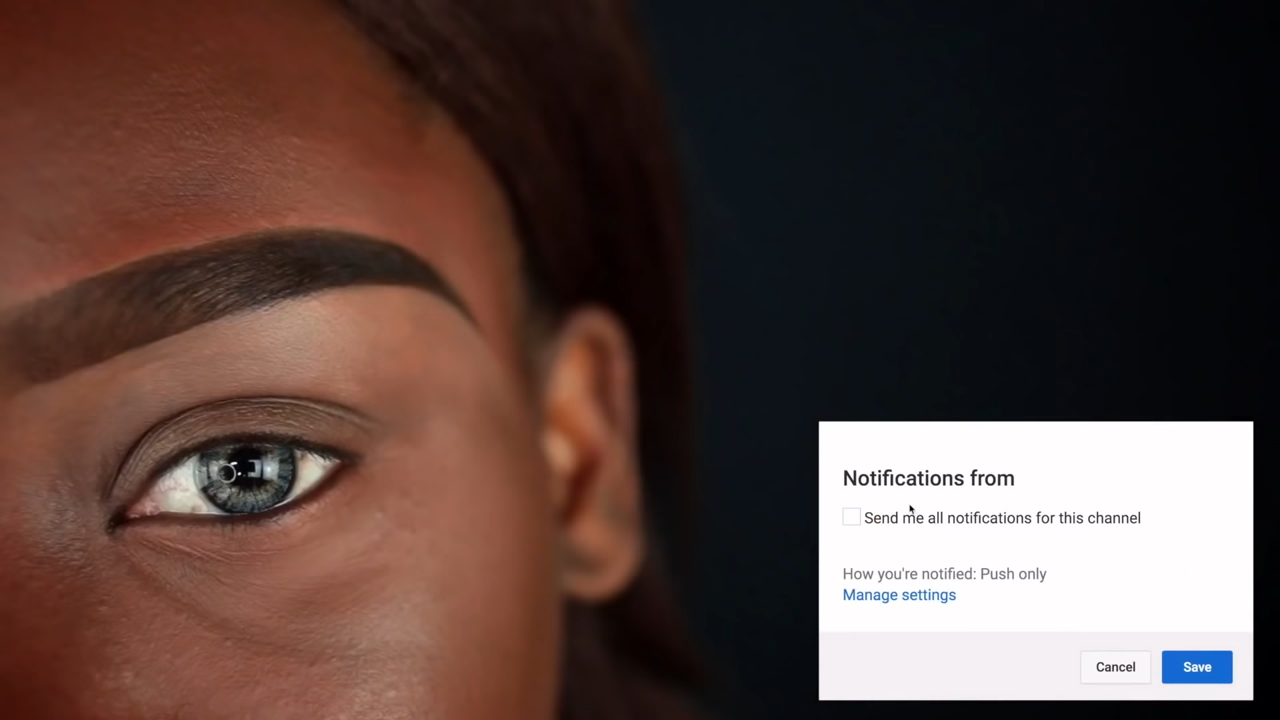 Notifications from
Send me all notifications for this channel
How you're notified: Push only
Manage settings
Cancel
Save